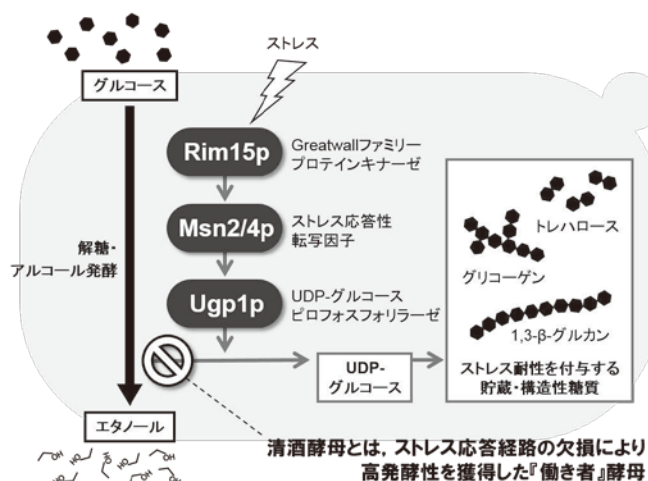 ストレス
グルコース
Rim15p
Greatwallファミリー
プロテインキナーゼ
Msn2/4p
ストレス応答性
転写因子
Ugp1p
UDP-グルコース
ピロフォスフォリラーゼ
解糖・
アルコール発酵
トレハロース
グリコーゲン
1,3-β-グルカン
ストレス耐性を付与する
貯蔵・構造性糖質
UDP-
グルコース
エタノール
清酒酵母とは，ストレス応答経路の欠損により
高発酵性を獲得した『働き者』酵母
OH
HO
OH
HO
OH
HO
OH